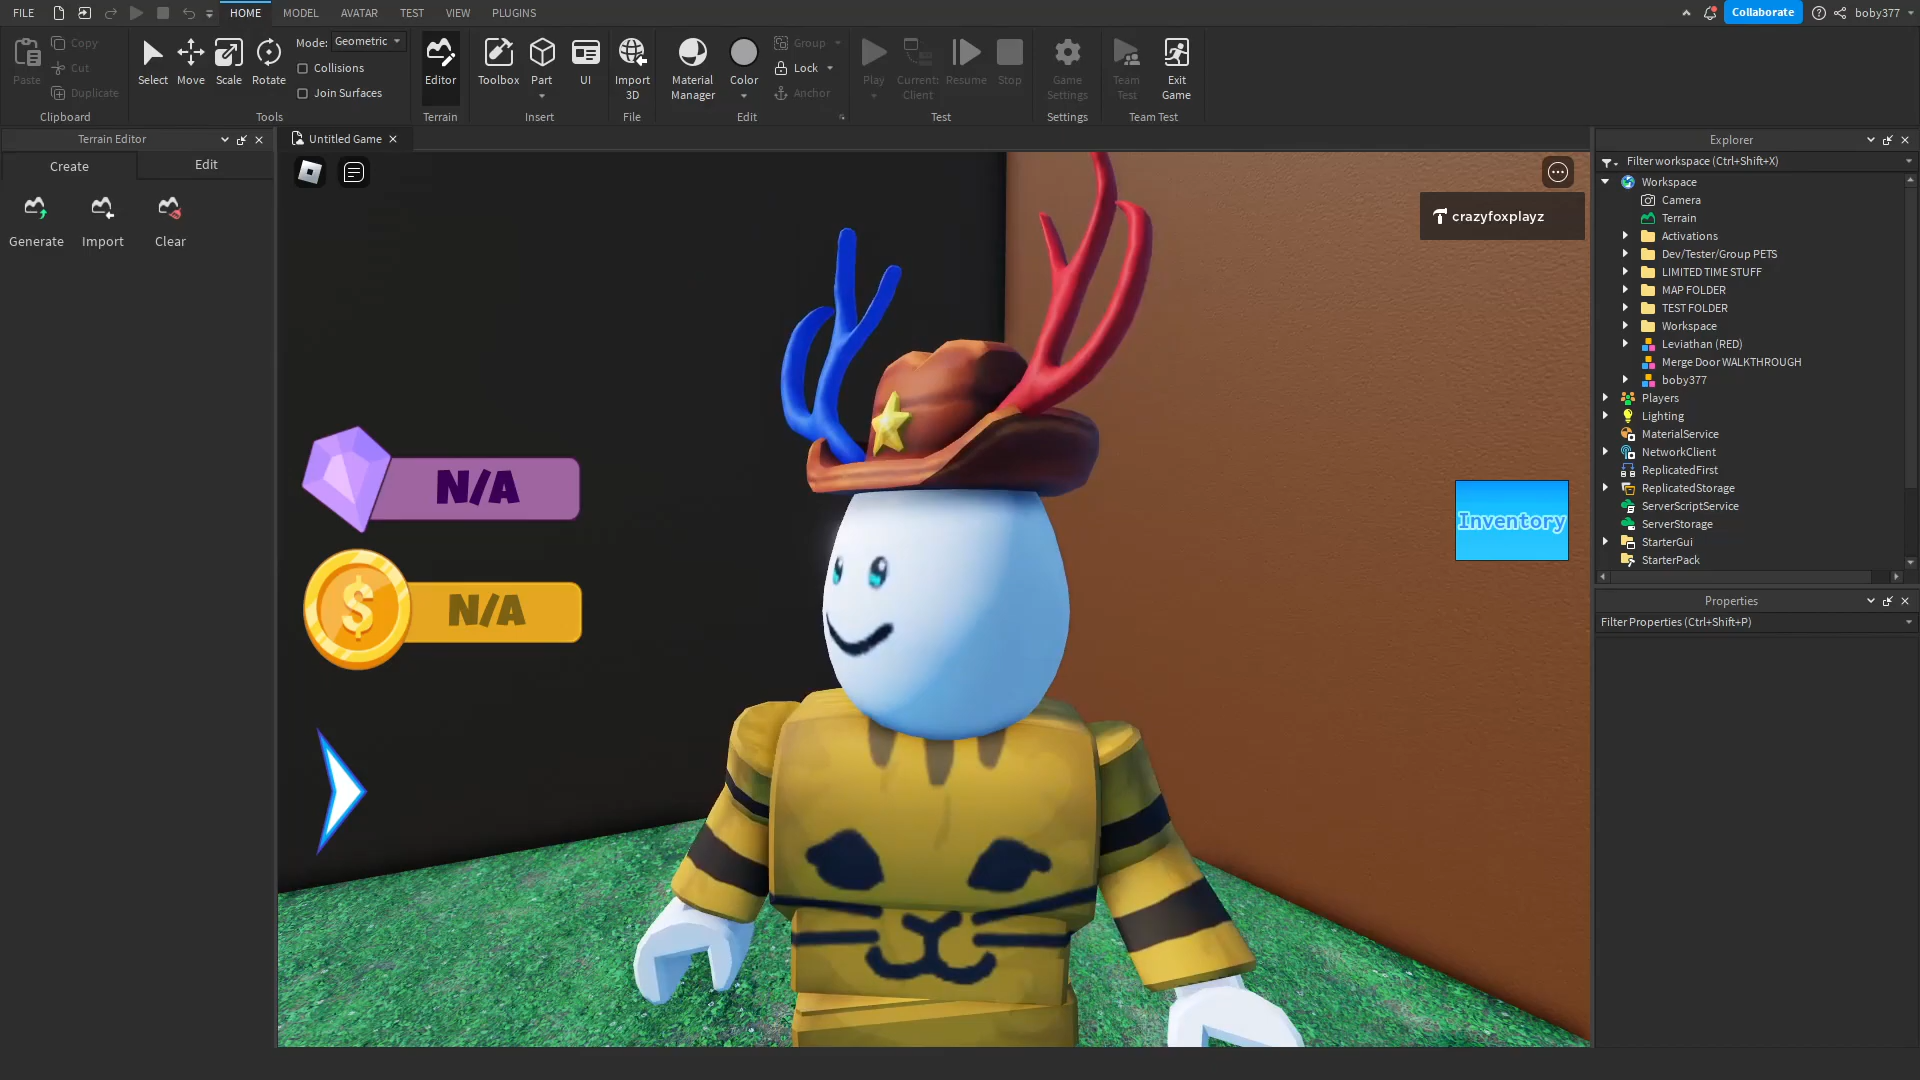 FILE
HOME
MODEL
AVATAR
TEST
VIEW
PLUGINS
Collaborate
boby377
Paste
Copy
Cut
Duplicate
Clipboard
Select
Move
Scale
Rotate
Mode: Geometric
Collisions
Join Surfaces
Tools
Editor
Terrain
Toolbox
Part
UI
Insert
Import
3D
File
Material
Manager
Color
Group
Lock
Anchor
Edit
Play
Current:
Client
Resume
Stop
Test
Game
Settings
Settings
Team
Test
Exit
Game
Team Test
Terrain Editor
Create
Edit
Generate
Import
Clear
Untitled Game
crazyfoxplayz
N/A
$
N/A
Inventory
Explorer
Filter workspace (Ctrl+Shift+X)
Workspace
Camera
Terrain
Activations
Dev/Tester/Group PETS
LIMITED TIME STUFF
MAP FOLDER
TEST FOLDER
Workspace
Leviathan (RED)
Merge Door WALKTHROUGH
boby377
Players
Lighting
MaterialService
NetworkClient
ReplicatedFirst
ReplicatedStorage
ServerScriptService
ServerStorage
StarterGui
StarterPack
Properties
Filter Properties (Ctrl+Shift+P)